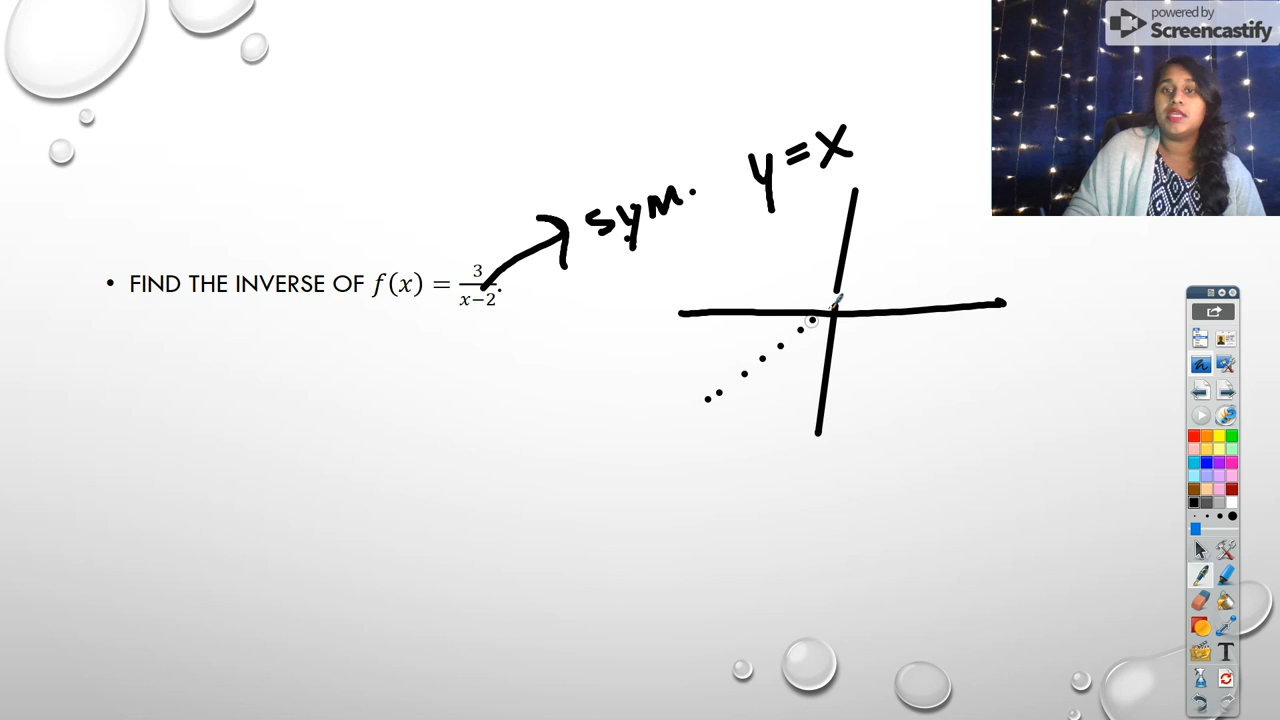 powered by
Screencastify
y = x
sym.
• FIND THE INVERSE OF f(x) = 3/(x−2).
T